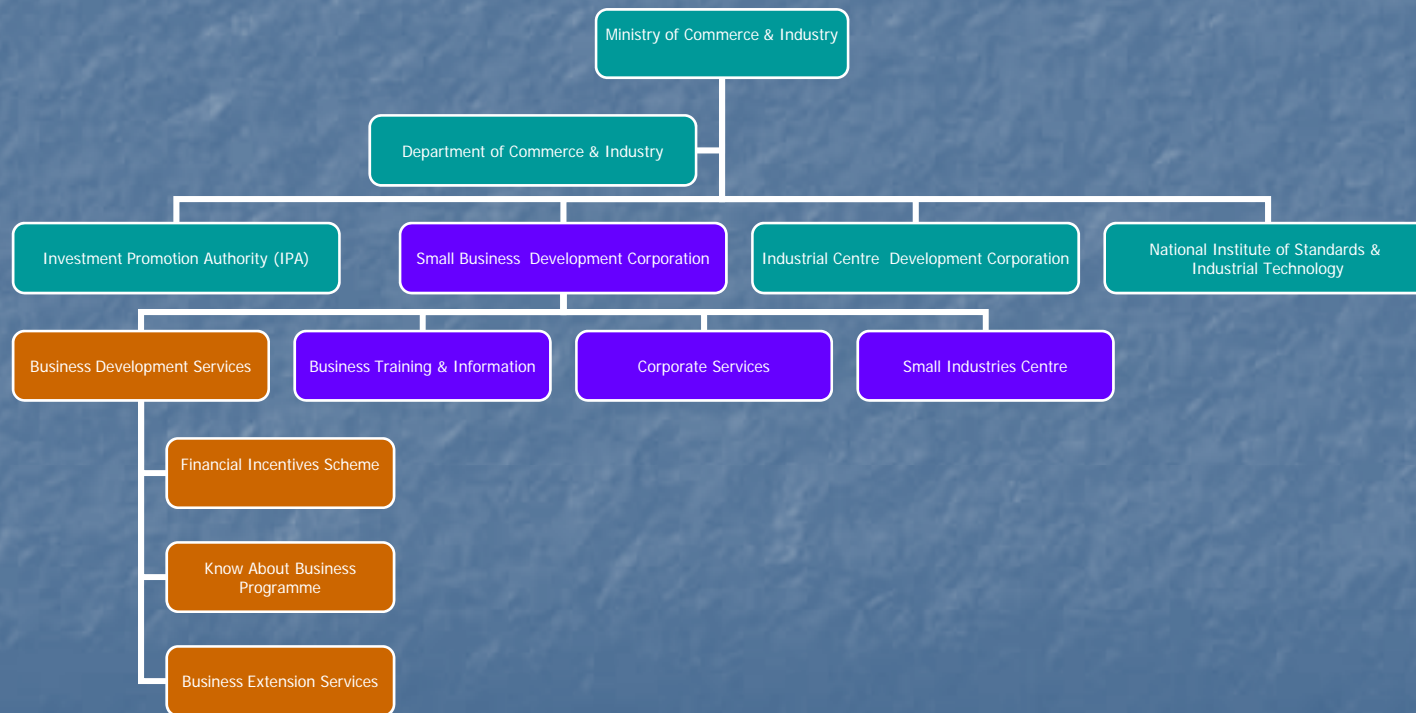 Ministry of Commerce & Industry
Department of Commerce & Industry
Investment Promotion Authority (IPA)
Small Business  Development Corporation
Industrial Centre  Development Corporation
National Institute of Standards &
Industrial Technology
Business Development Services
Business Training & Information
Corporate Services
Small Industries Centre
Financial Incentives Scheme
Know About Business
Programme
Business Extension Services